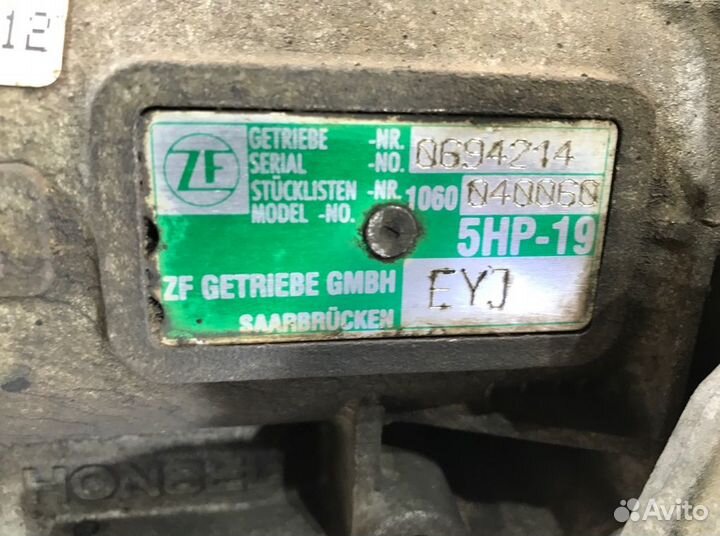 12
ZF
GETRIEBE -NR. 0694214
SERIAL -NO.
STÜCKLISTEN -NR. 1060 040060
MODEL -NO.
5HP-19
ZF GETRIEBE GMBH EYJ
SAARBRÜCKEN
HONSEL
Avito